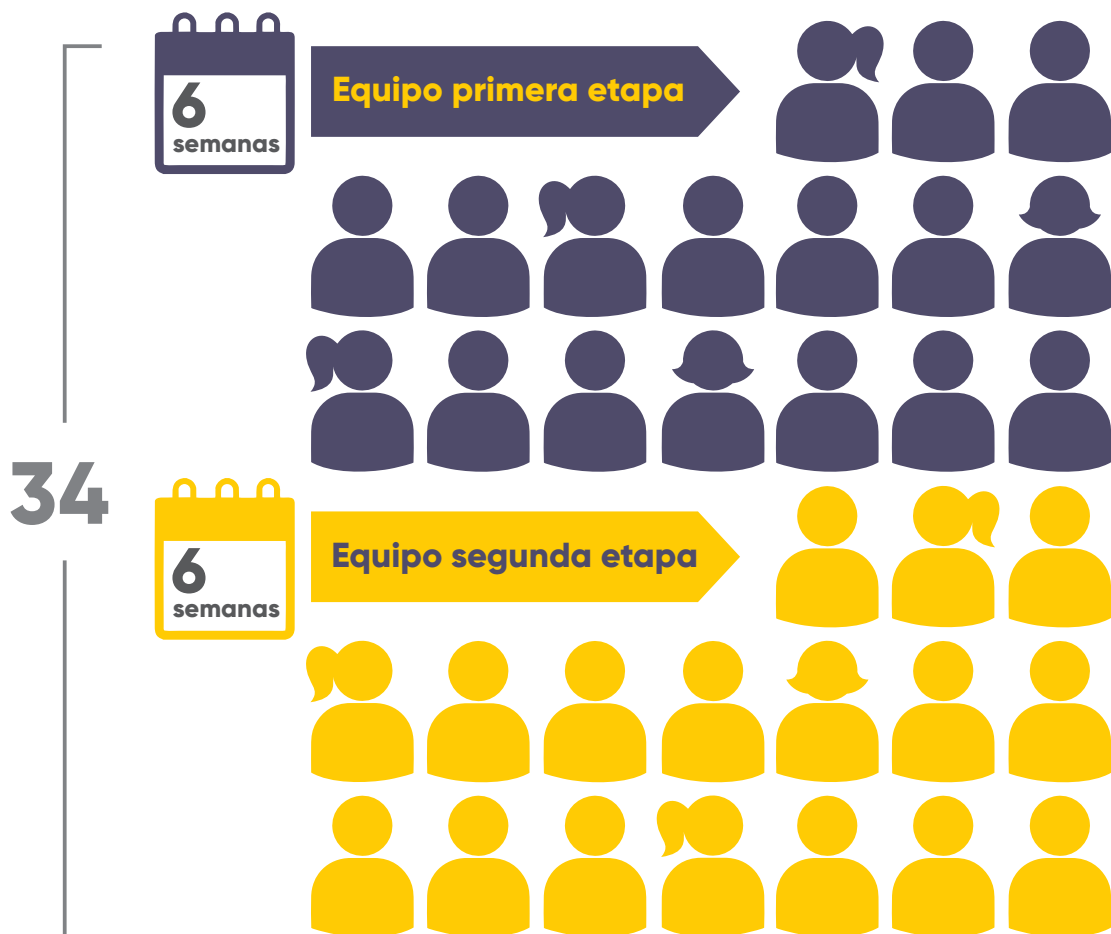 6
semanas
Equipo primera etapa
34
6
semanas
Equipo segunda etapa